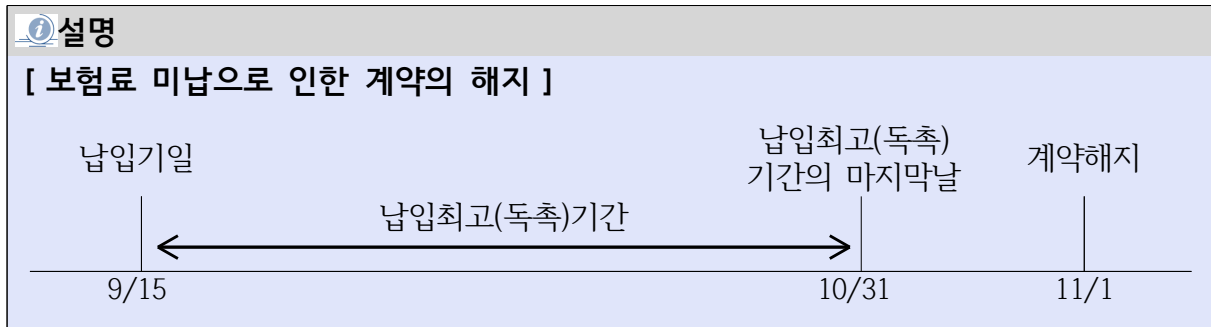 설명
[ 보험료 미납으로 인한 계약의 해지 ]
납입기일
납입최고(독촉)
기간의 마지막날
계약해지
납입최고(독촉)기간
9/15
10/31
11/1